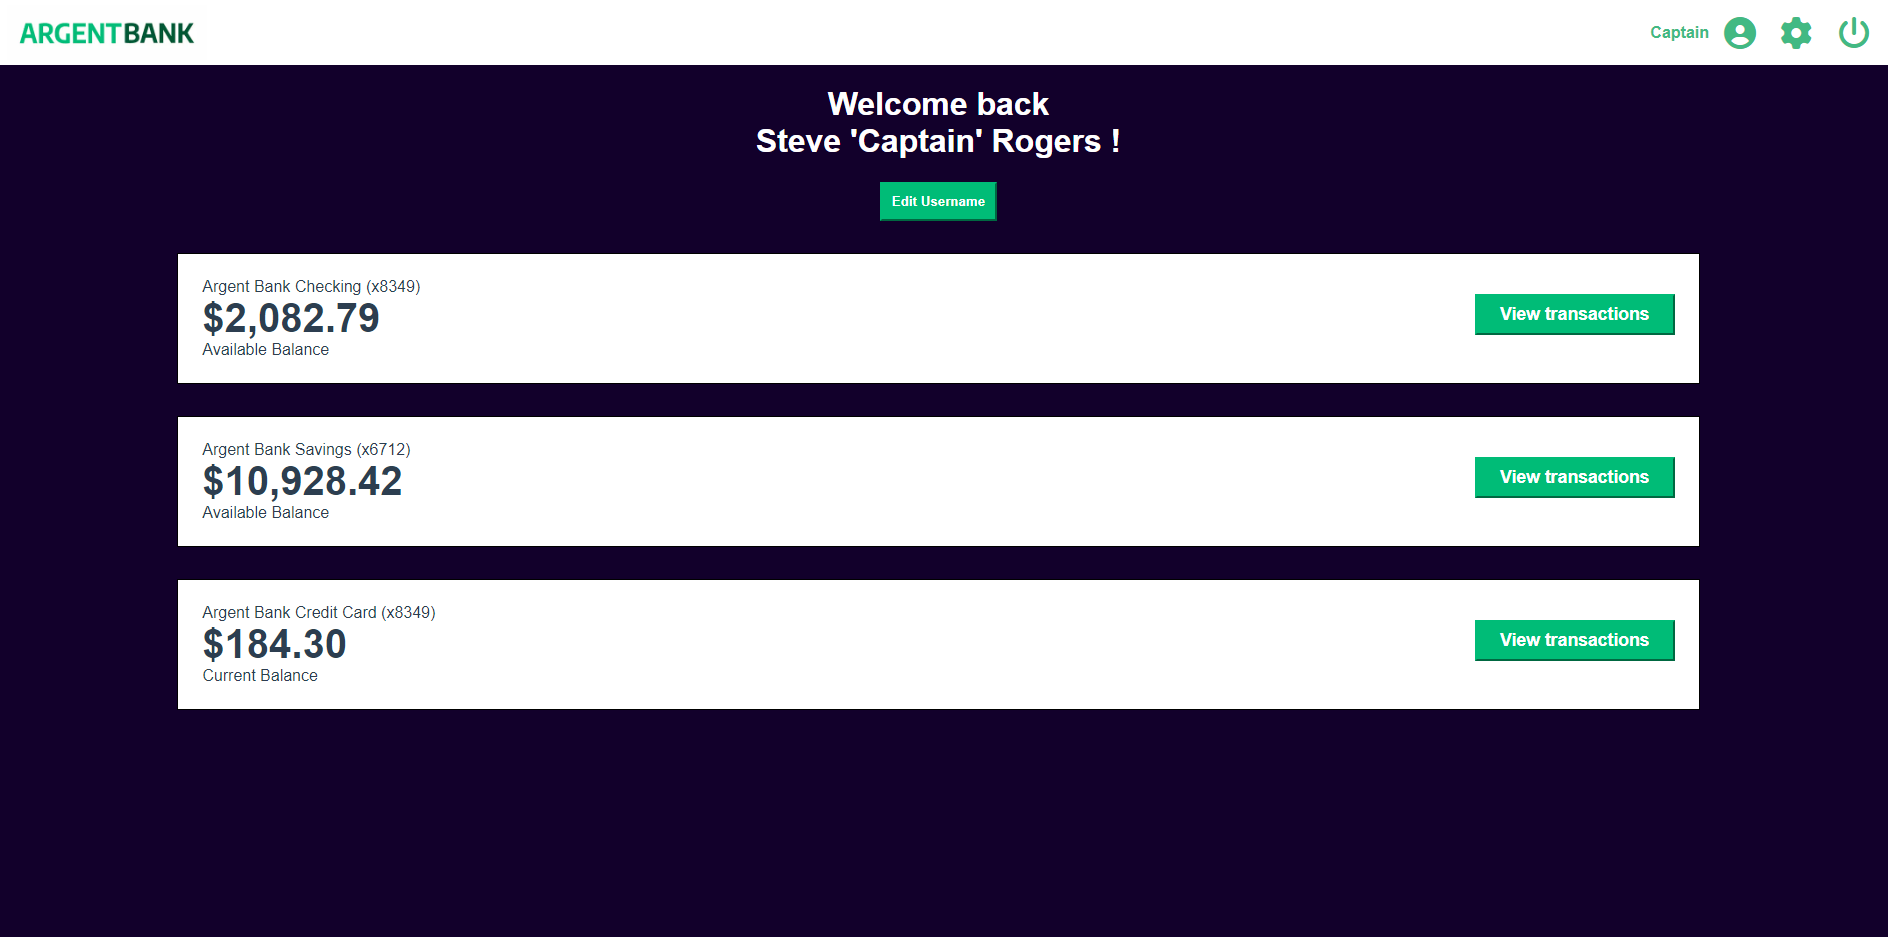 ARGENTBANK
Captain
Welcome back
Steve 'Captain' Rogers !
Edit Username
Argent Bank Checking (x8349)
$2,082.79
Available Balance
View transactions
Argent Bank Savings (x6712)
$10,928.42
Available Balance
View transactions
Argent Bank Credit Card (x8349)
$184.30
Current Balance
View transactions